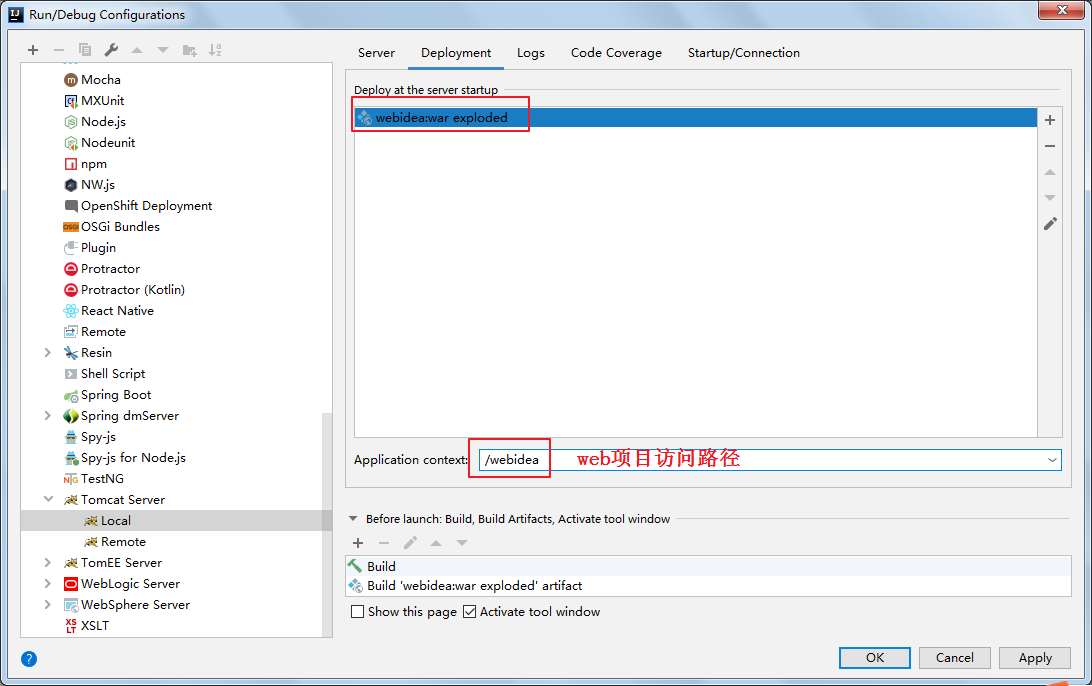 Run/Debug Configurations
Server Deployment Logs Code Coverage Startup/Connection
Mocha
MXUnit
Node.js
Nodeunit
npm
NW.js
OpenShift Deployment
OSGi Bundles
Plugin
Protractor
Protractor (Kotlin)
React Native
Remote
Resin
Shell Script
Spring Boot
Spring dmServer
Spy-js
Spy-js for Node.js
TestNG
Tomcat Server
Local
Remote
TomEE Server
WebLogic Server
WebSphere Server
XSLT
Deploy at the server startup
webidea:war exploded
Application context: /webidea web项目访问路径
Before launch: Build, Build Artifacts, Activate tool window
Build
Build 'webidea:war exploded' artifact
Show this page Activate tool window
? OK Cancel Apply